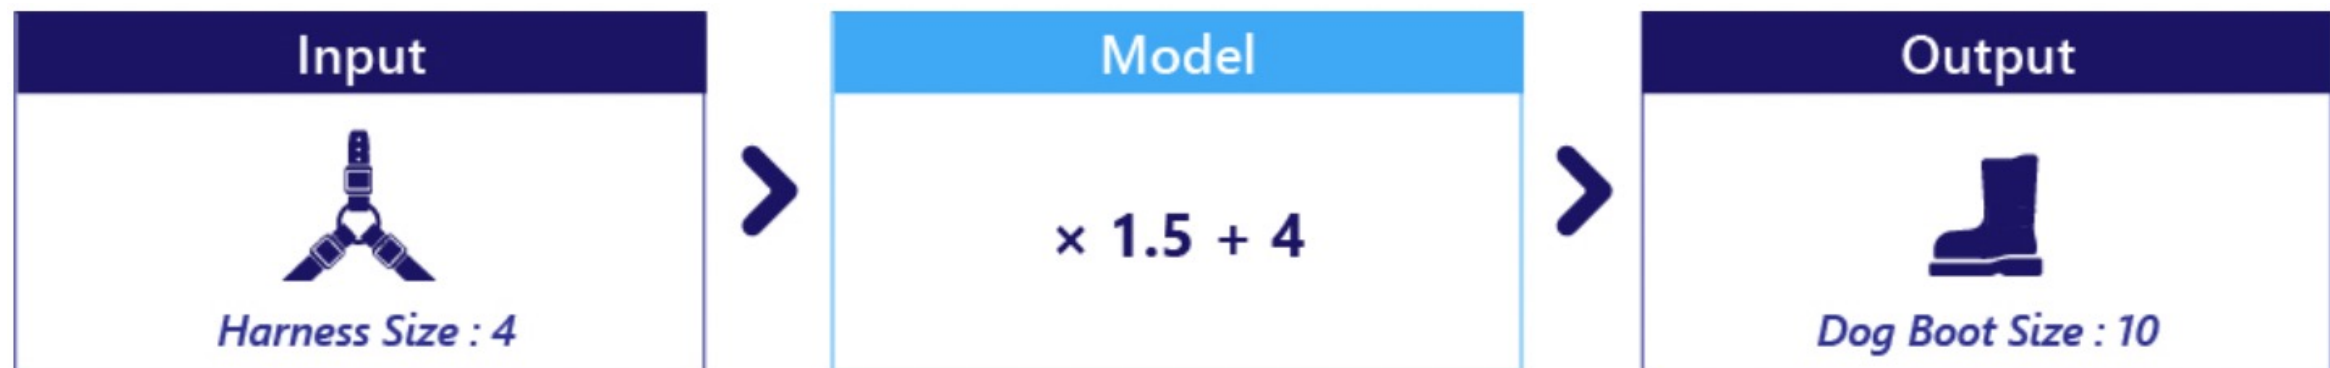 Input
Harness Size : 4
Model
× 1.5 + 4
Output
Dog Boot Size : 10